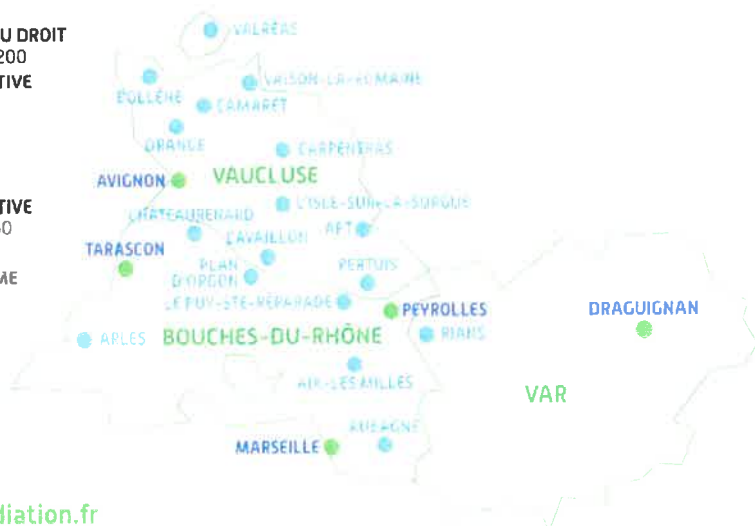 U DROIT
200
TIVE
TIVE
VALRÉAS
BOLLÈNE
VAISON-LA-ROMAINE
CAMARET
ORANGE
CARPENTRAS
AVIGNON
VAUCLUSE
L'ISLE-SUR-LA-SORGUE
CHÂTEAURENARD
CAVAILLON
APT
TARASCON
PLAN
D'ORGON
PERTUIS
LE PUY-STE-RÉPARADE
PEYROLLES
DRAGUIGNAN
ARLES
BOUCHES-DU-RHÔNE
RIANS
AIX-LES MILLES
VAR
AUBAGNE
MARSEILLE
diation.fr